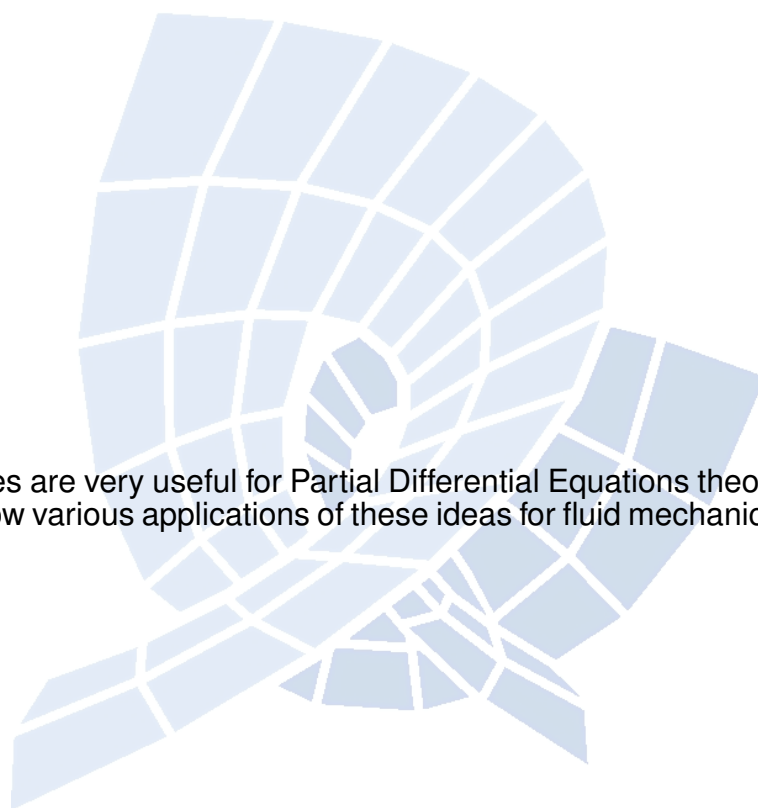 es are very useful for Partial Differential Equations theo
ow various applications of these ideas for fluid mechanic